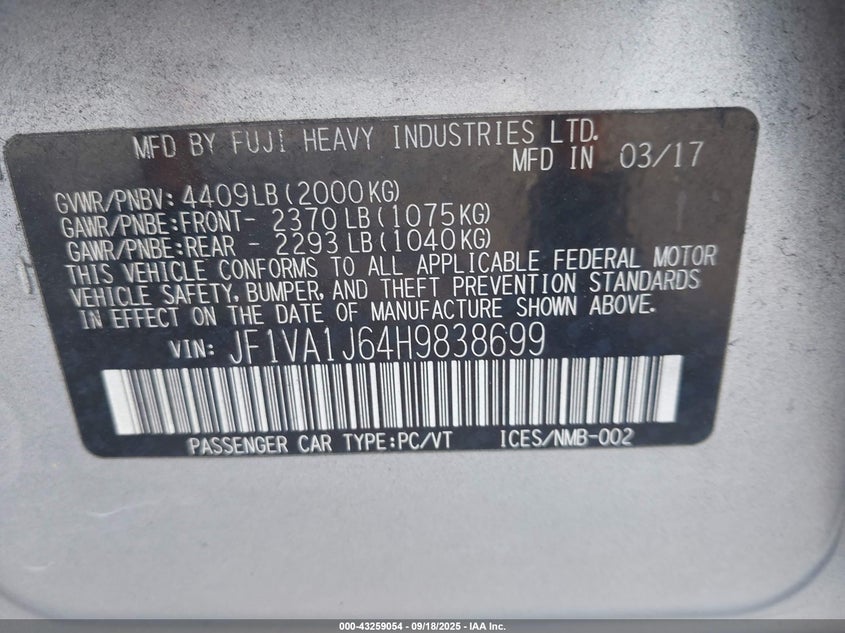 MFD BY FUJI HEAVY INDUSTRIES LTD.
MFD IN 03/17
GVWR/PNBV: 4409LB(2000KG)
GAWR/PNBE:FRONT- 2370LB(1075KG)
GAWR/PNBE:REAR - 2293LB(1040KG)
THIS VEHICLE CONFORMS TO ALL APPLICABLE FEDERAL MOTOR
VEHICLE SAFETY, BUMPER, AND THEFT PREVENTION STANDARDS
IN EFFECT ON THE DATE OF MANUFACTURE SHOWN ABOVE.
VIN: JF1VA1J64H9838699
PASSENGER CAR TYPE:PC/VT ICES/NMB-002
000-43259054 - 09/18/2025 - IAA Inc.